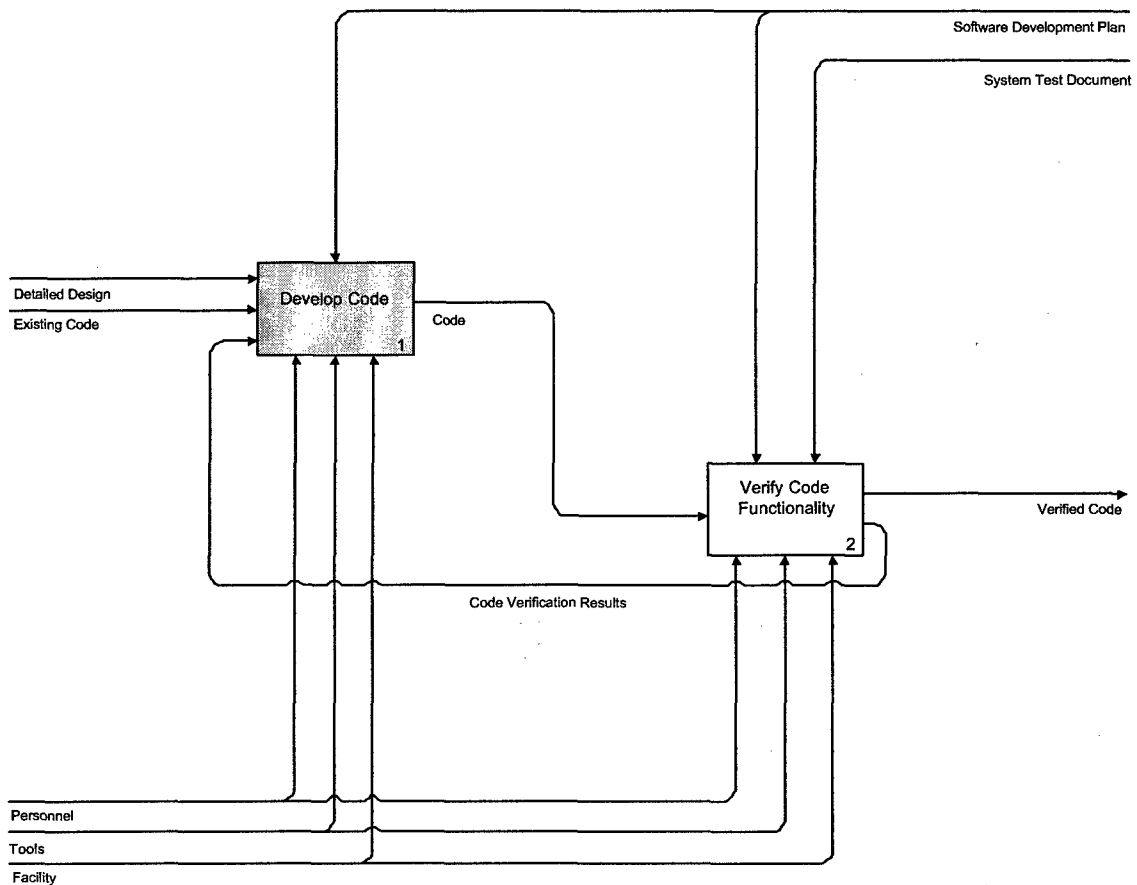 Software Development Plan
System Test Document
Detailed Design
Develop Code
Existing Code
Code
1
Verify Code
Functionality
Verified Code
2
Code Verification Results
Personnel
Tools
Facility